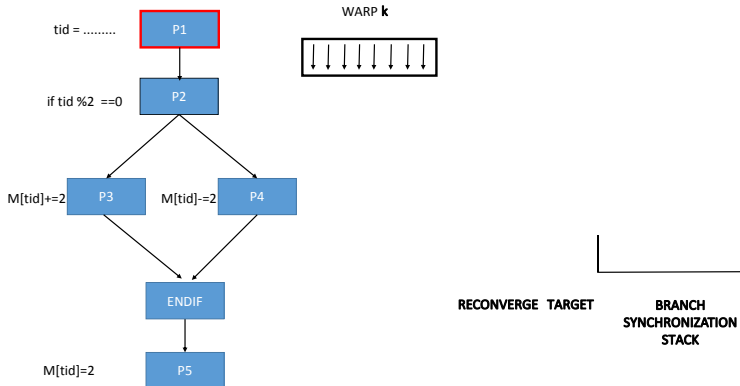 WARP k
tid = .........
P1
if tid %2 ==0
P2
M[tid]+=2
P3
M[tid]-=2
P4
ENDIF
RECONVERGE TARGET
BRANCH
SYNCHRONIZATION
STACK
M[tid]=2
P5